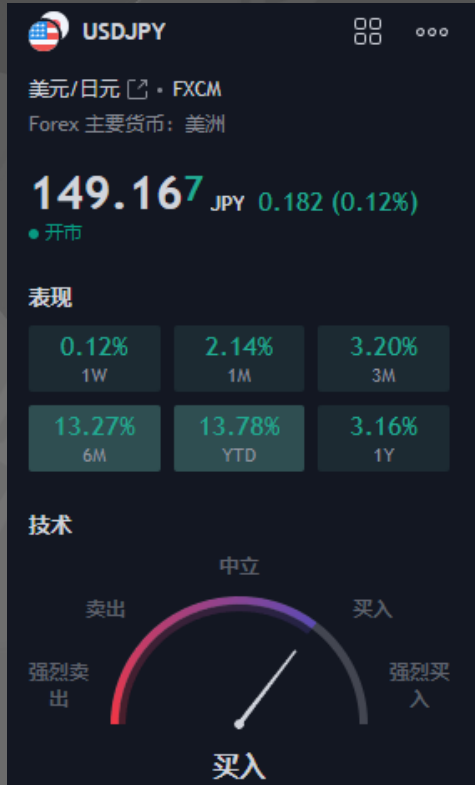 USDJPY
美元/日元 • FXCM
Forex 主要货币：美洲
149.167 JPY 0.182 (0.12%)
开市
表现
0.12% 2.14% 3.20%
1W 1M 3M
13.27% 13.78% 3.16%
6M YTD 1Y
技术
中立
卖出 买入
强烈卖 强烈买
出 入
买入